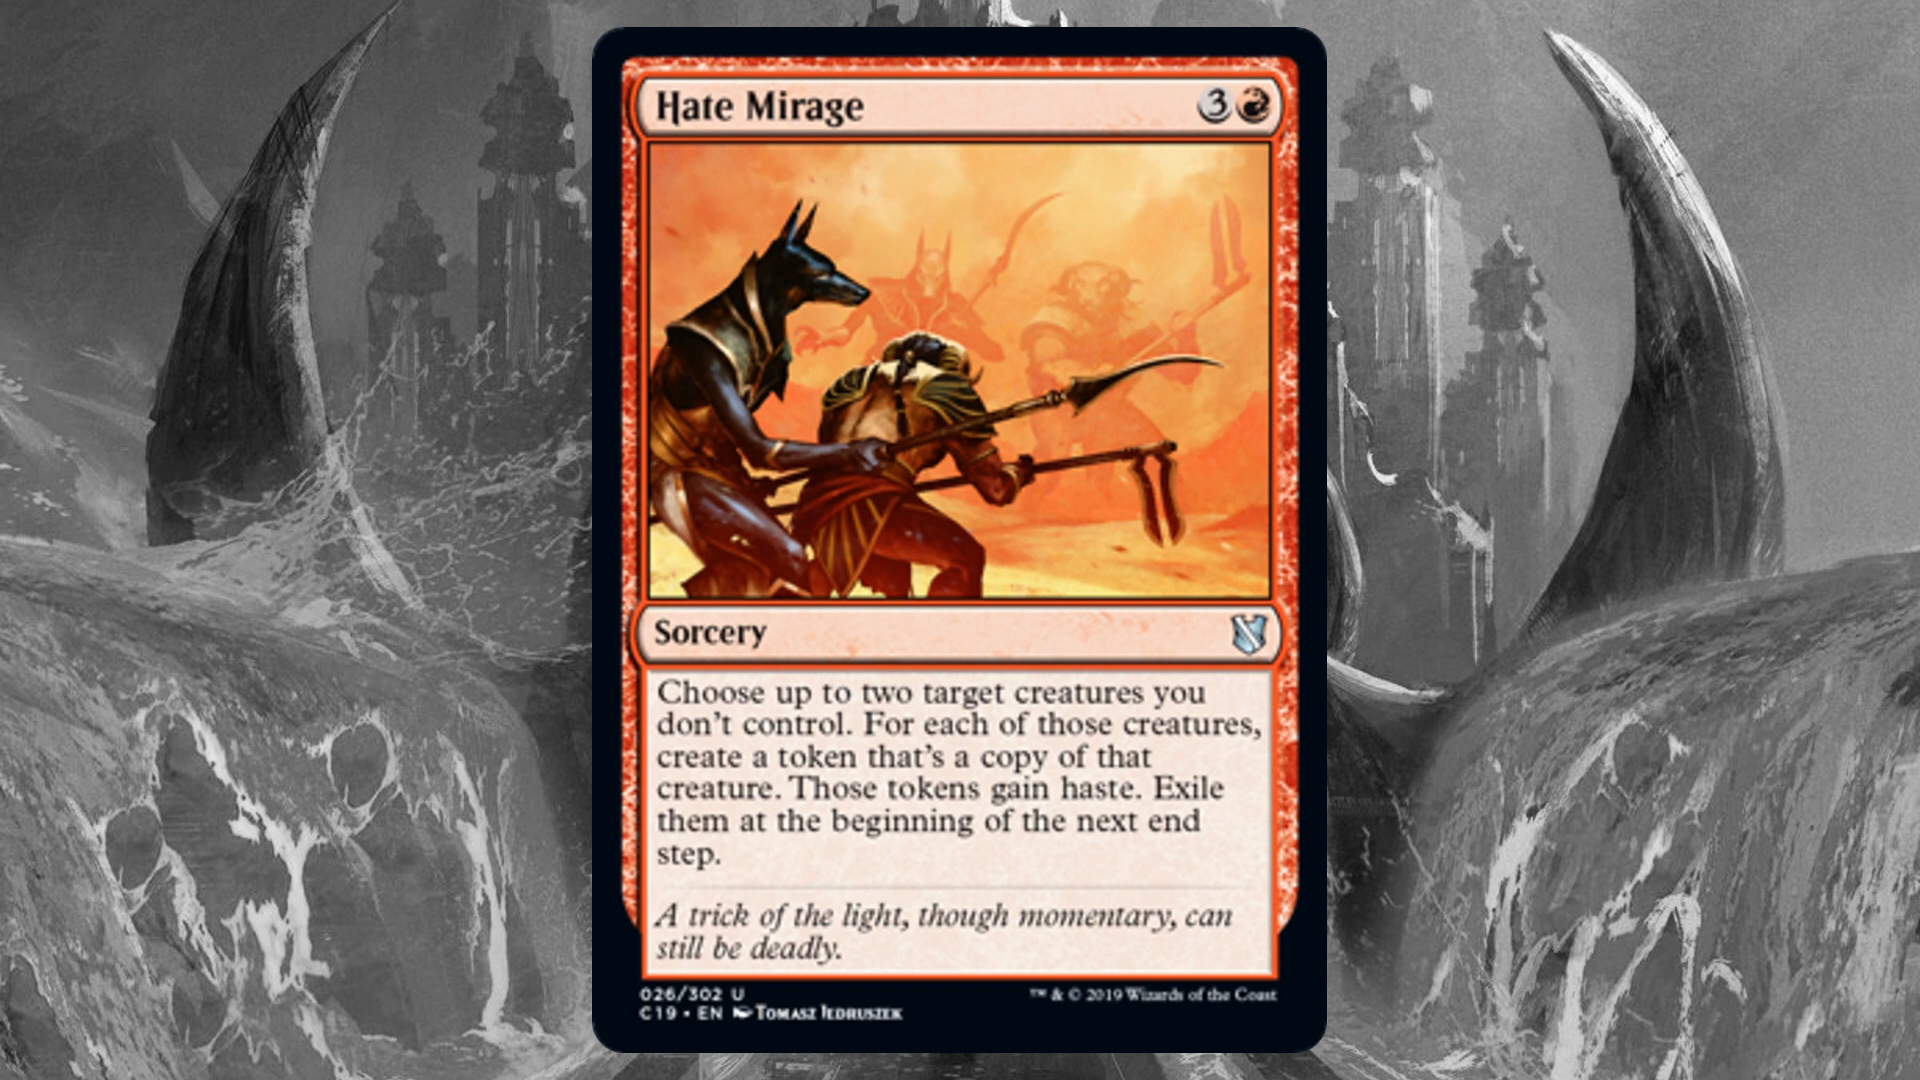 Hate Mirage 3
Sorcery
Choose up to two target creatures you
don't control. For each of those creatures,
create a token that's a copy of that
creature. Those tokens gain haste. Exile
them at the beginning of the next end
step.
A trick of the light, though momentary, can
still be deadly.
026/302 U
™ & © 2019 Wizards of the Coast
C19 • EN Tomasz Jedruszek